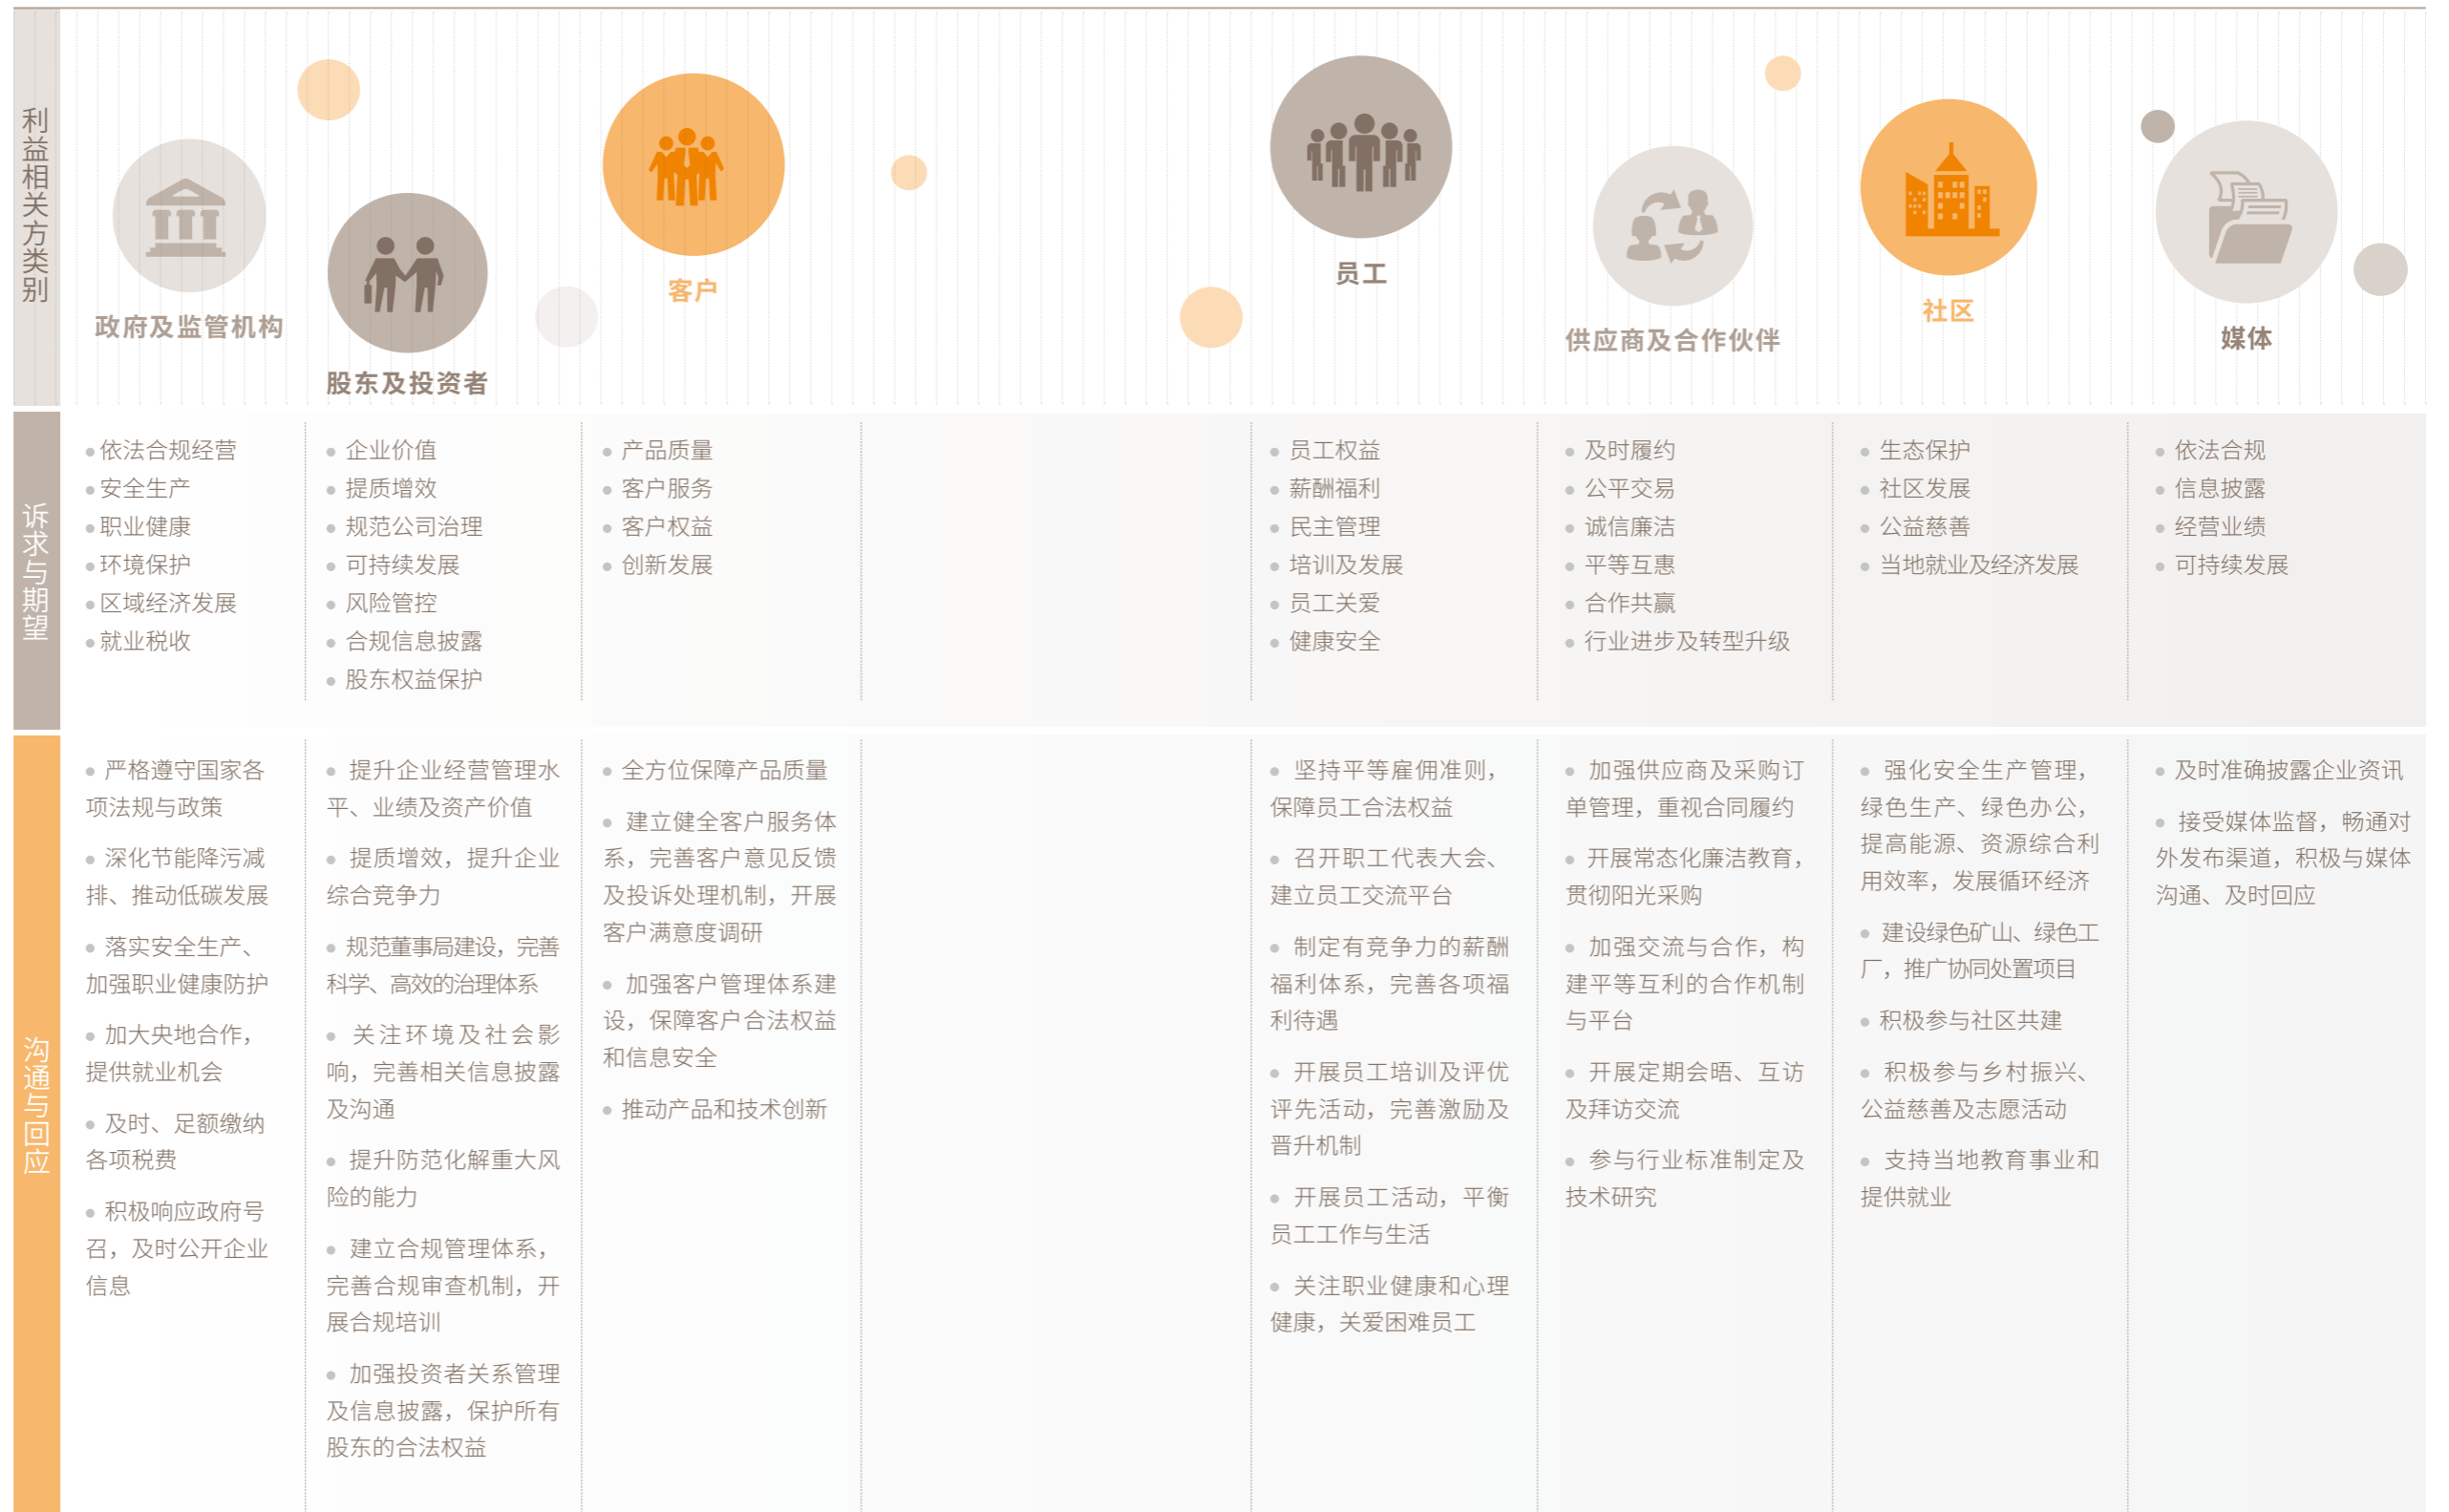 利益相关方类别
政府及监管机构
股东及投资者
客户
员工
供应商及合作伙伴
社区
媒体
诉求与期望
依法合规经营
安全生产
职业健康
环境保护
区域经济发展
就业税收
企业价值
提质增效
规范公司治理
可持续发展
风险管控
合规信息披露
股东权益保护
产品质量
客户服务
客户权益
创新发展
员工权益
薪酬福利
民主管理
培训及发展
员工关爱
健康安全
及时履约
公平交易
诚信廉洁
平等互惠
合作共赢
行业进步及转型升级
生态保护
社区发展
公益慈善
当地就业及经济发展
依法合规
信息披露
经营业绩
可持续发展
沟通与回应
严格遵守国家各
项法规与政策
深化节能降污减
排、推动低碳发展
落实安全生产、
加强职业健康防护
加大央地合作，
提供就业机会
及时、足额缴纳
各项税费
积极响应政府号
召，及时公开企业
信息
提升企业经营管理水
平、业绩及资产价值
提质增效，提升企业
综合竞争力
规范董事局建设，完善
科学、高效的治理体系
关注环境及社会影
响，完善相关信息披露
及沟通
提升防范化解重大风
险的能力
建立合规管理体系，
完善合规审查机制，开
展合规培训
加强投资者关系管理
及信息披露，保护所有
股东的合法权益
全方位保障产品质量
建立健全客户服务体
系，完善客户意见反馈
及投诉处理机制，开展
客户满意度调研
加强客户管理体系建
设，保障客户合法权益
和信息安全
推动产品和技术创新
坚持平等雇佣准则，
保障员工合法权益
召开职工代表大会、
建立员工交流平台
制定有竞争力的薪酬
福利体系，完善各项福
利待遇
开展员工培训及评优
评先活动，完善激励及
晋升机制
开展员工活动，平衡
员工工作与生活
关注职业健康和心理
健康，关爱困难员工
加强供应商及采购订
单管理，重视合同履约
开展常态化廉洁教育，
贯彻阳光采购
加强交流与合作，构
建平等互利的合作机制
与平台
开展定期会晤、互访
及拜访交流
参与行业标准制定及
技术研究
强化安全生产管理，
绿色生产、绿色办公，
提高能源、资源综合利
用效率，发展循环经济
建设绿色矿山、绿色工
厂，推广协同处置项目
积极参与社区共建
积极参与乡村振兴、
公益慈善及志愿活动
支持当地教育事业和
提供就业
及时准确披露企业资讯
接受媒体监督，畅通对
外发布渠道，积极与媒体
沟通、及时回应